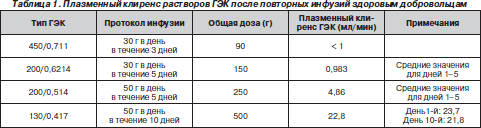 Таблица 1. Плазменный клиренс растворов ГЭК после повторных инфузий здоровым добровольцам
Тип ГЭК
Протокол инфузии
Общая доза (г)
Плазменный кли-
ренс ГЭК (мл/мин)
Примечания
450/0,711
30 г в день
в течение 3 дней
90
< 1
200/0,6214
30 г в день
в течение 5 дней
150
0,983
Средние значения
для дней 1–5
200/0,514
50 г в день
в течение 5 дней
250
4,86
Средние значения
для дней 1–5
130/0,417
50 г в день
в течение 10 дней
500
22,8
День1-й: 23,7
День 10-й: 21,8